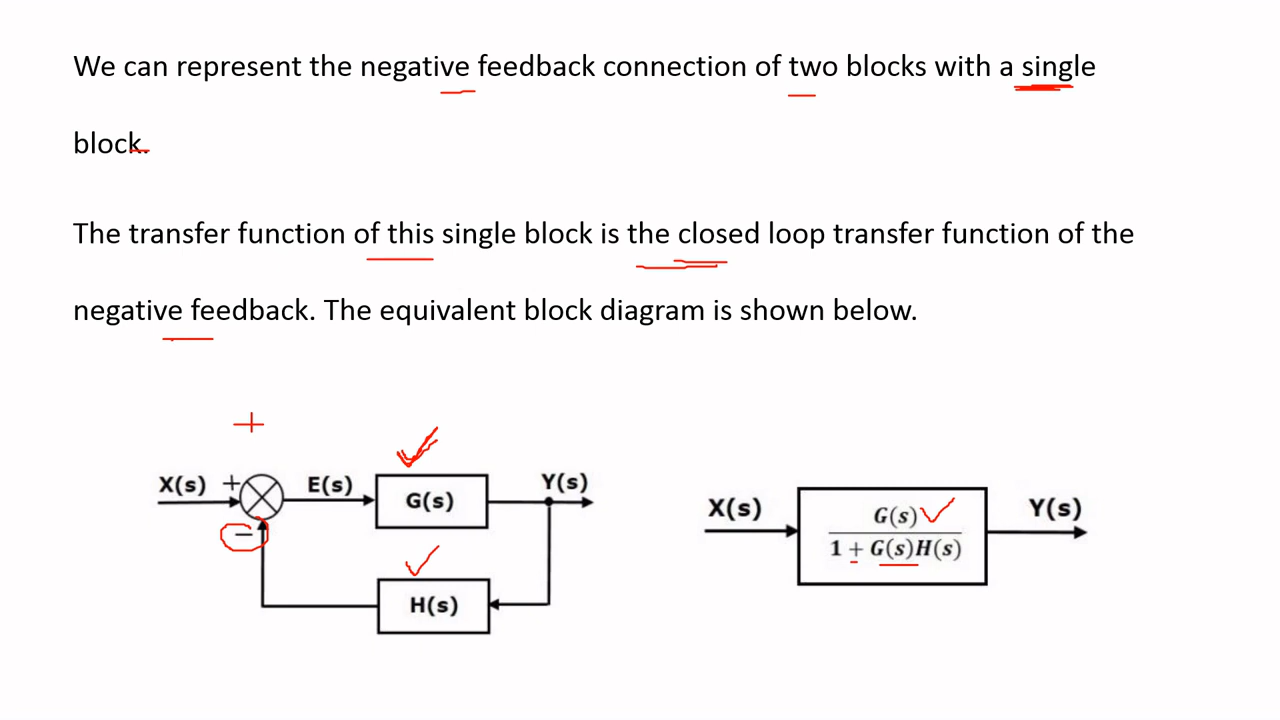 We can represent the negative feedback connection of two blocks with a single
block.
The transfer function of this single block is the closed loop transfer function of the
negative feedback. The equivalent block diagram is shown below.
+
X(s) + E(s) G(s) Y(s)
−
H(s)
X(s) G(s) Y(s)
1 + G(s)H(s)